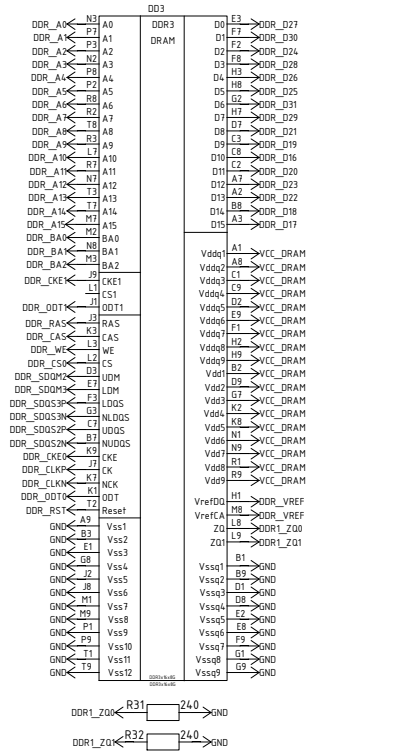 DD3
DDR_A0 N3 A0 DDR3 D0 E3 DDR_D27
DDR_A1 P7 A1 DRAM D1 F7 DDR_D30
DDR_A2 P3 A2 D2 F2 DDR_D24
DDR_A3 N2 A3 D3 F8 DDR_D28
DDR_A4 P8 A4 D4 H3 DDR_D26
DDR_A5 P2 A5 D5 H8 DDR_D25
DDR_A6 R8 A6 D6 G2 DDR_D31
DDR_A7 R2 A7 D7 H7 DDR_D29
DDR_A8 T8 A8 D8 D7 DDR_D21
DDR_A9 R3 A9 D9 C3 DDR_D19
DDR_A10 L7 A10 D10 C8 DDR_D16
DDR_A11 R7 A11 D11 C2 DDR_D20
DDR_A12 N7 A12 D12 A7 DDR_D23
DDR_A13 T3 A13 D13 A2 DDR_D22
DDR_A14 T7 A14 D14 B8 DDR_D18
DDR_A15 M7 A15 D15 A3 DDR_D17
DDR_BA0 M2 BA0
DDR_BA1 N8 BA1 Vddq1 A1 VCC_DRAM
DDR_BA2 M3 BA2 Vddq2 A8 VCC_DRAM
DDR_CKE1 J9 CKE1 Vddq3 C1 VCC_DRAM
L1 CS1 Vddq4 C9 VCC_DRAM
DDR_ODT1 J1 ODT1 Vddq5 D2 VCC_DRAM
DDR_RAS J3 RAS Vddq6 E9 VCC_DRAM
DDR_CAS K3 CAS Vddq7 F1 VCC_DRAM
DDR_WE L3 WE Vddq8 H2 VCC_DRAM
DDR_CS0 L2 CS Vddq9 H9 VCC_DRAM
DDR_SDQM2 D3 UDM Vdd1 B2 VCC_DRAM
DDR_SDQM3 E7 LDM Vdd2 D9 VCC_DRAM
DDR_SDQS3P F3 LDQS Vdd3 G7 VCC_DRAM
DDR_SDQS3N G3 NLDQS Vdd4 K2 VCC_DRAM
DDR_SDQS2P C7 UDQS Vdd5 K8 VCC_DRAM
DDR_SDQS2N B7 NUDQS Vdd6 N1 VCC_DRAM
DDR_CKE0 K9 CKE Vdd7 N9 VCC_DRAM
DDR_CLKP J7 CK Vdd8 R1 VCC_DRAM
DDR_CLKN K7 NCK Vdd9 R9 VCC_DRAM
DDR_ODT0 K1 ODT VrefDQ H1 DDR_VREF
DDR_RST T2 Reset VrefCA M8 DDR_VREF
GND A9 Vss1 ZQ L8 DDR1_ZQ0
GND B3 Vss2 ZQ1 L9 DDR1_ZQ1
GND E1 Vss3
GND G8 Vss4 Vssq1 B1 GND
GND J2 Vss5 Vssq2 B9 GND
GND J8 Vss6 Vssq3 D1 GND
GND M1 Vss7 Vssq4 D8 GND
GND M9 Vss8 Vssq5 E2 GND
GND P1 Vss9 Vssq6 E8 GND
GND P9 Vss10 Vssq7 F9 GND
GND T1 Vss11 Vssq8 G1 GND
GND T9 Vss12 Vssq9 G9 GND
DDR1_ZQ0 R31 240 GND
DDR1_ZQ1 R32 240 GND